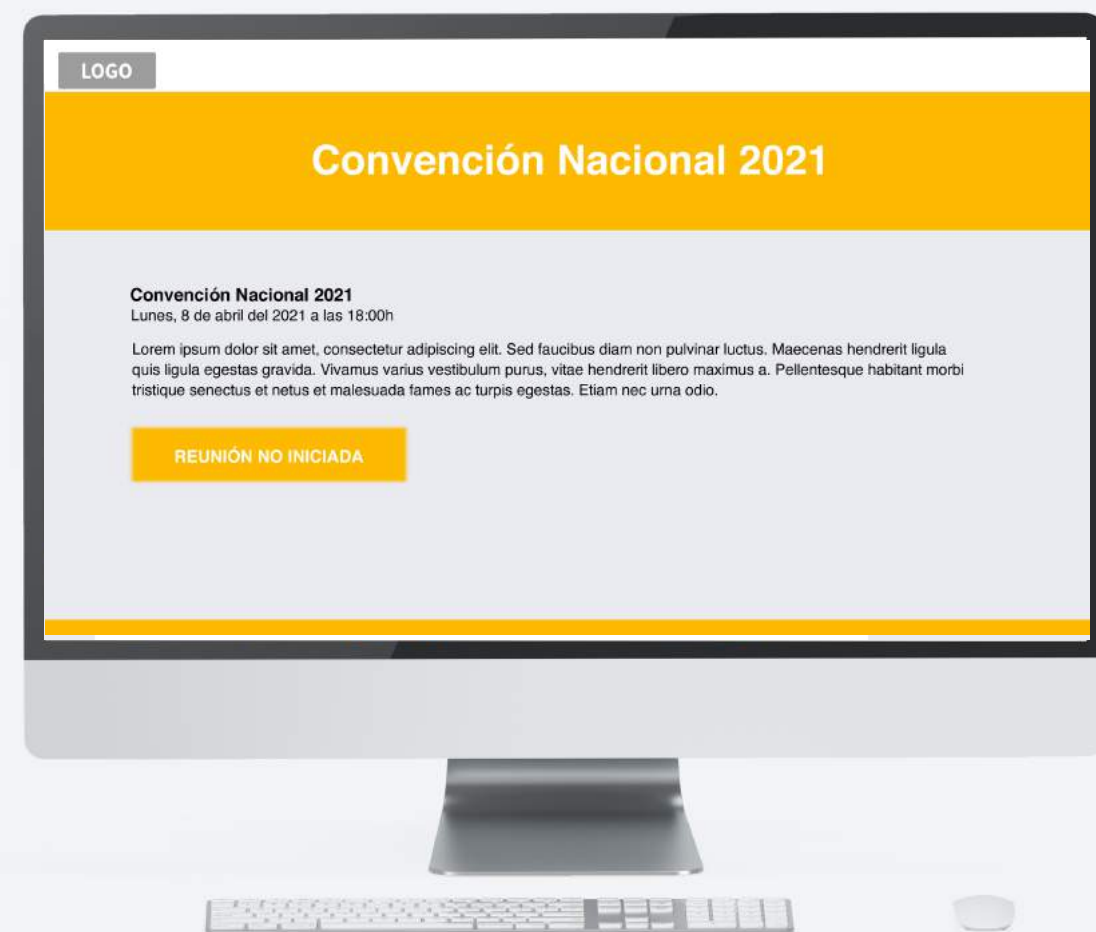 LOGO
Convención Nacional 2021
Convención Nacional 2021
Lunes, 8 de abril del 2021 a las 18:00h
Lorem ipsum dolor sit amet, consectetur adipiscing elit. Sed faucibus diam non pulvinar luctus. Maecenas hendrerit ligula
quis ligula egestas gravida. Vivamus varius vestibulum purus, vitae hendrerit libero maximus a. Pellentesque habitant morbi
tristique senectus et netus et malesuada fames ac turpis egestas. Etiam nec urna odio.
REUNIÓN NO INICIADA